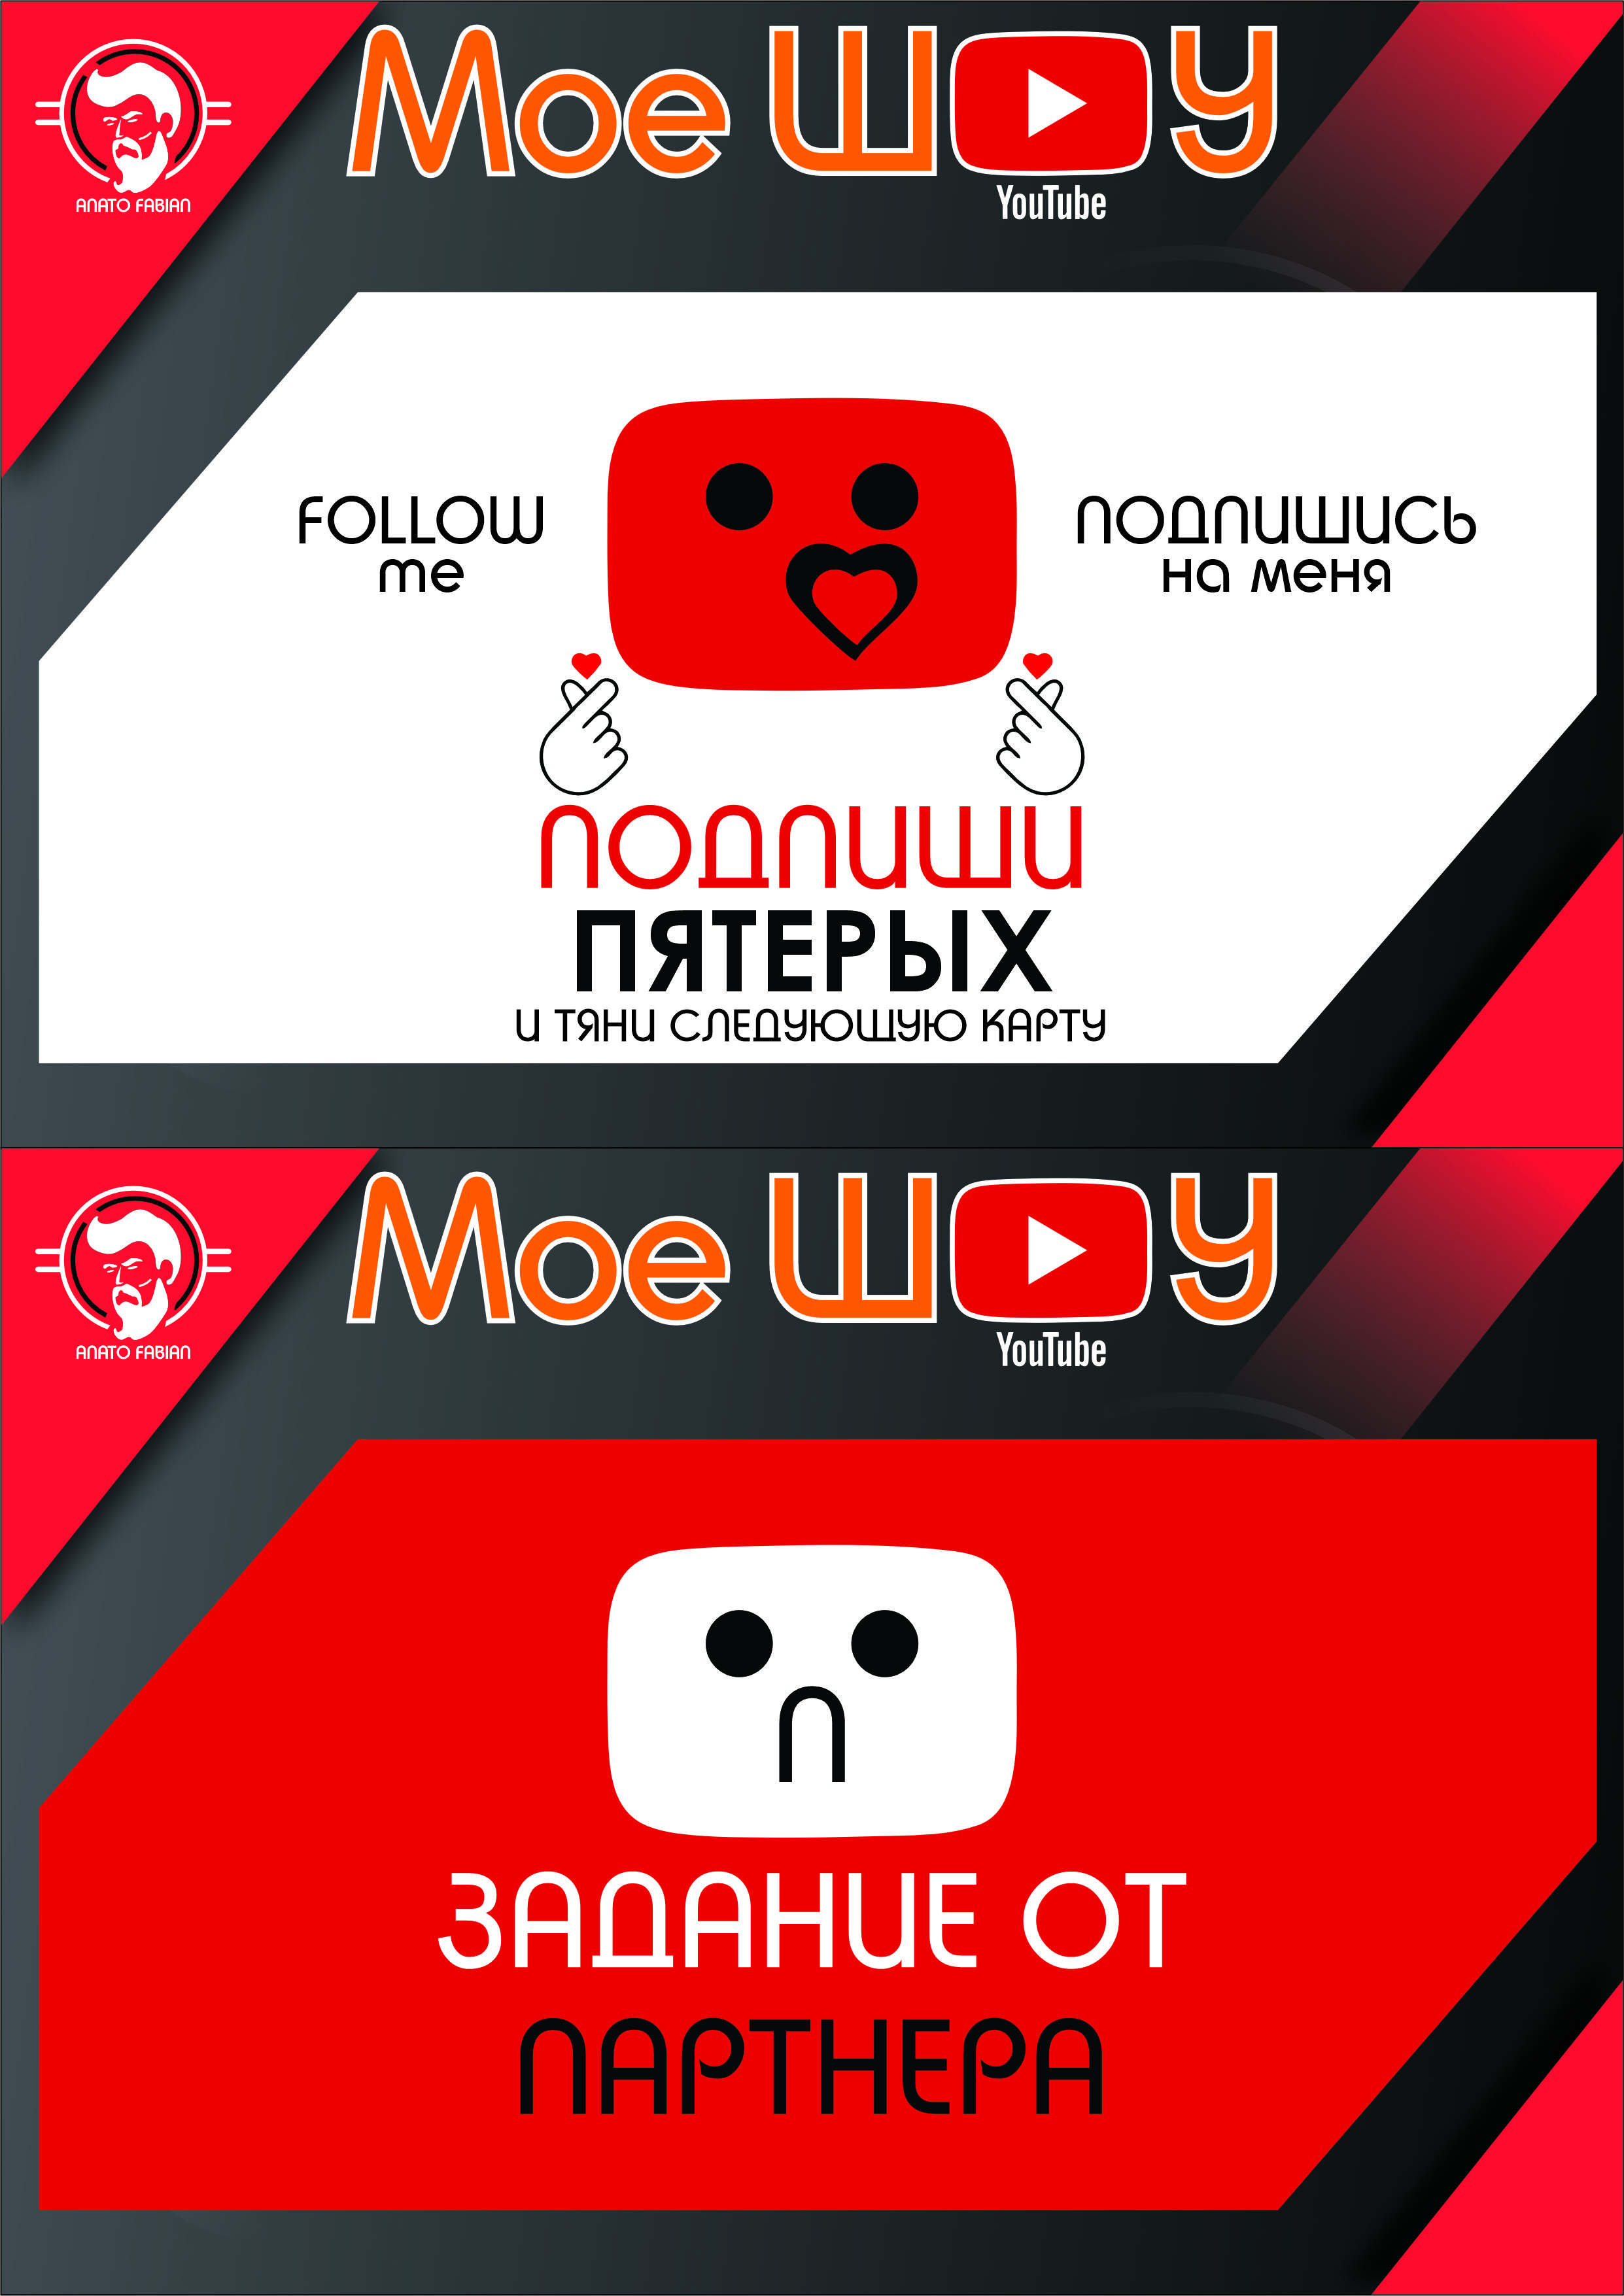 ANATO FABIAN
Мое ШОУ
YouTube
FOLLOW
me
ПОДПИШИСЬ
на меня
ПОДПИШИ
ПЯТЕРЫХ
И ТЯНИ СЛЕДУЮЩУЮ КАРТУ
ANATO FABIAN
Мое ШОУ
YouTube
П
ЗАДАНИЕ ОТ
ПАРТНЕРА